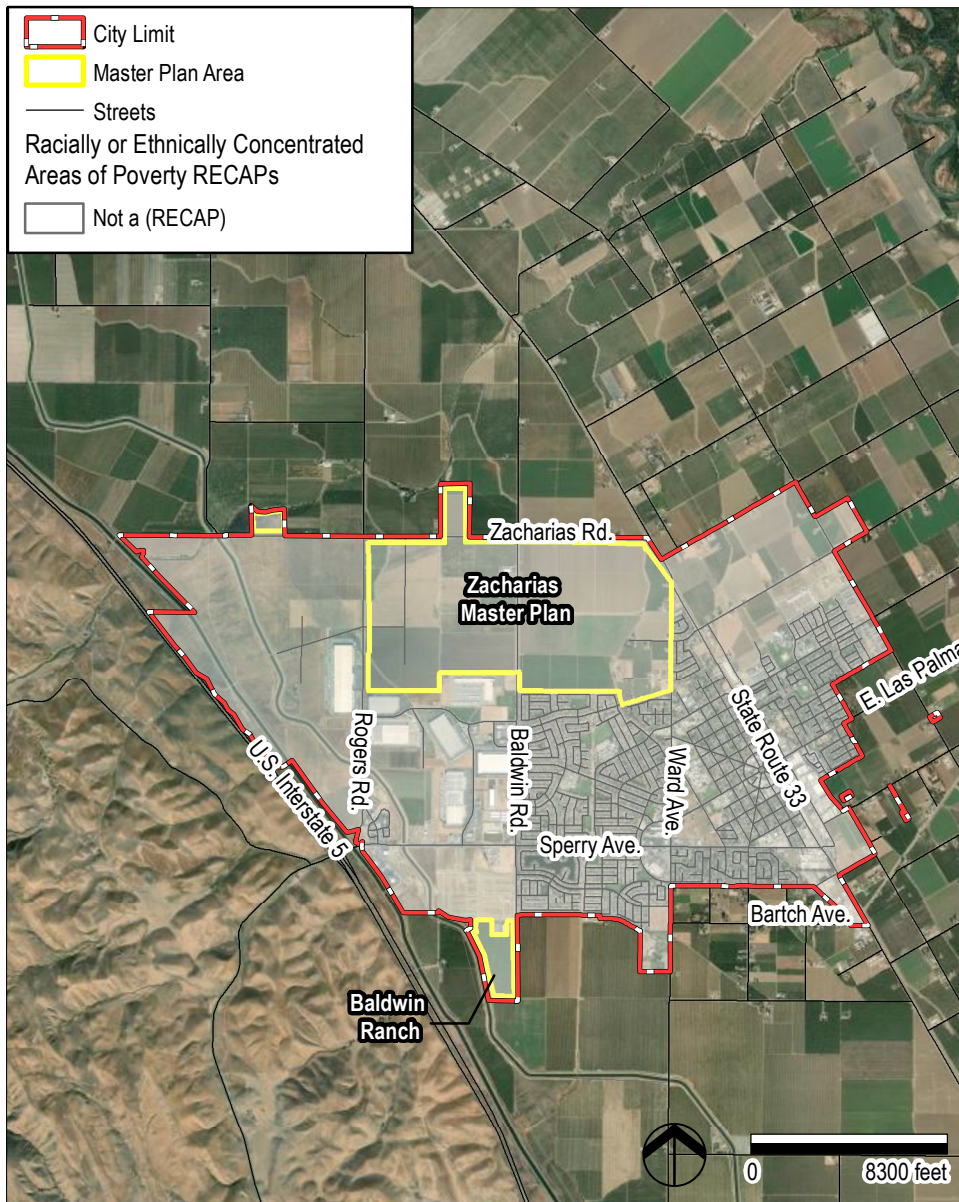 City Limit
Master Plan Area
Streets
Racially or Ethnically Concentrated
Areas of Poverty RECAPs
Not a (RECAP)
Zacharias Rd.
Zacharias
Master Plan
E. Las Palma
State Route 33
Rogers Rd.
Baldwin Rd.
Ward Ave.
U.S. Interstate 5
Sperry Ave.
Bartch Ave.
Baldwin
Ranch
0 8300 feet